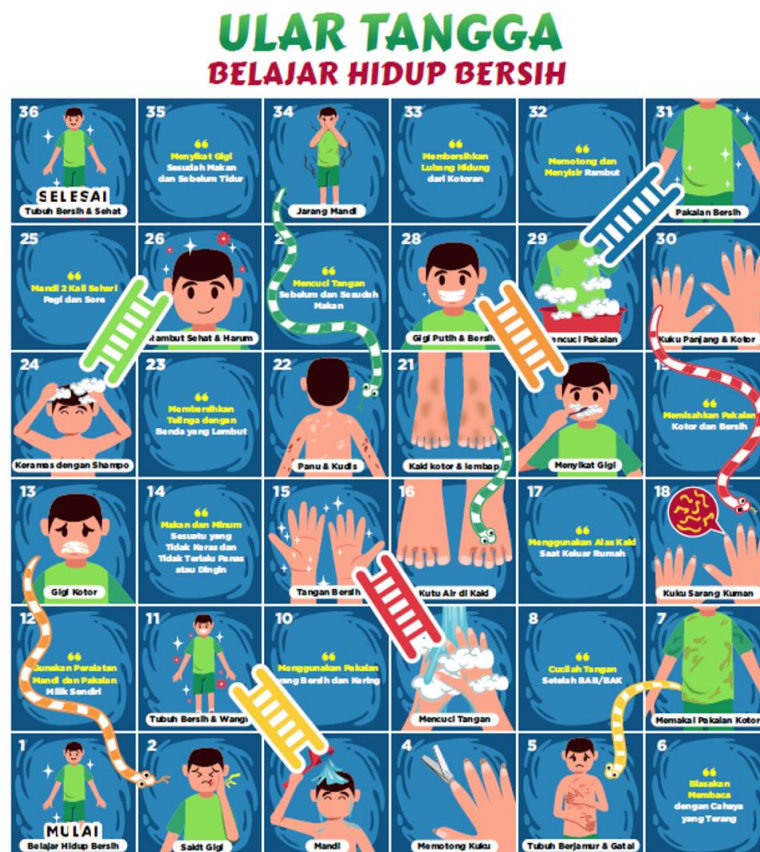 ULAR TANGGA
BELAJAR HIDUP BERSIH
36
SELESAI
Tubuh Bersih & Sehat
35
Menyikat Gigi
Sesudah Makan
dan Sebelum Tidur
34
Jarang Mandi
33
Membersihkan
Lubang Hidung
dari Kotoran
32
Memotong dan
Menyisir Rambut
31
Pakaian Bersih
25
Mandi 2 Kali Sehari
Pagi dan Sore
26
Rambut Sehat & Harum
Mencuci Tangan
Sebelum dan Sesudah
Makan
28
Gigi Putih & Bersih
29
Mencuci Pakaian
30
Kuku Panjang & Kotor
24
Keramas dengan Shampo
23
Membersihkan
Telinga dengan
Benda yang Lembut
22
Panu & Kudis
21
Kaki kotor & lembap
Menyikat Gigi
Memisahkan Pakaian
Kotor dan Bersih
13
Gigi Kotor
14
Makan dan Minum
Sesuatu yang
Tidak Keras dan
Tidak Terlalu Panas
atau Dingin
15
Tangan Bersih
16
Kutu Air di Kaki
17
Menggunakan Alas Kaki
Saat Keluar Rumah
18
Kuku Sarang Kuman
12
Gunakan Peralatan
Mandi dan Pakaian
Milik Sendiri
11
Tubuh Bersih & Wangi
10
Menggunakan Pakaian
yang Bersih dan Kering
Mencuci Tangan
8
Cucilah Tangan
Setelah BAB/BAK
7
Memakai Pakaian Kotor
1
MULAI
Belajar Hidup Bersih
2
Sakit Gigi
Mandi
4
Memotong Kuku
5
Tubuh Berjamur & Gatal
6
Biasakan
Membaca
dengan Cahaya
yang Terang